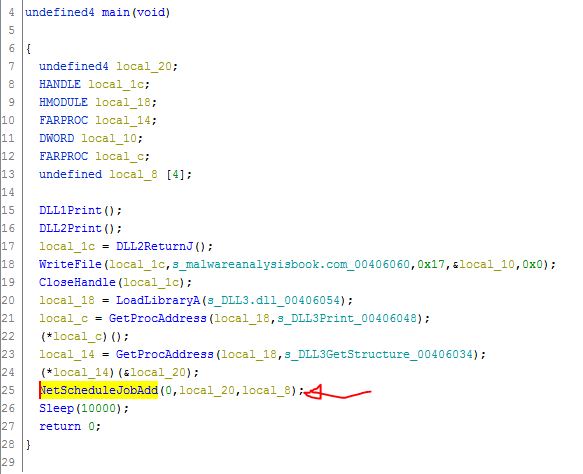 4 undefined4 main(void)
5
6 {
7 undefined4 local_20;
8 HANDLE local_1c;
9 HMODULE local_18;
10 FARPROC local_14;
11 DWORD local_10;
12 FARPROC local_c;
13 undefined local_8 [4];
14
15 DLL1Print();
16 DLL2Print();
17 local_1c = DLL2ReturnJ();
18 WriteFile(local_1c,s_malwareanalysisbook.com_00406060,0x17,&local_10,0x0);
19 CloseHandle(local_1c);
20 local_18 = LoadLibraryA(s_DLL3.dll_00406054);
21 local_c = GetProcAddress(local_18,s_DLL3Print_00406048);
22 (*local_c)();
23 local_14 = GetProcAddress(local_18,s_DLL3GetStructure_00406034);
24 (*local_14)(&local_20);
25 NetScheduleJobAdd(0,local_20,local_8);
26 Sleep(10000);
27 return 0;
28 }
29